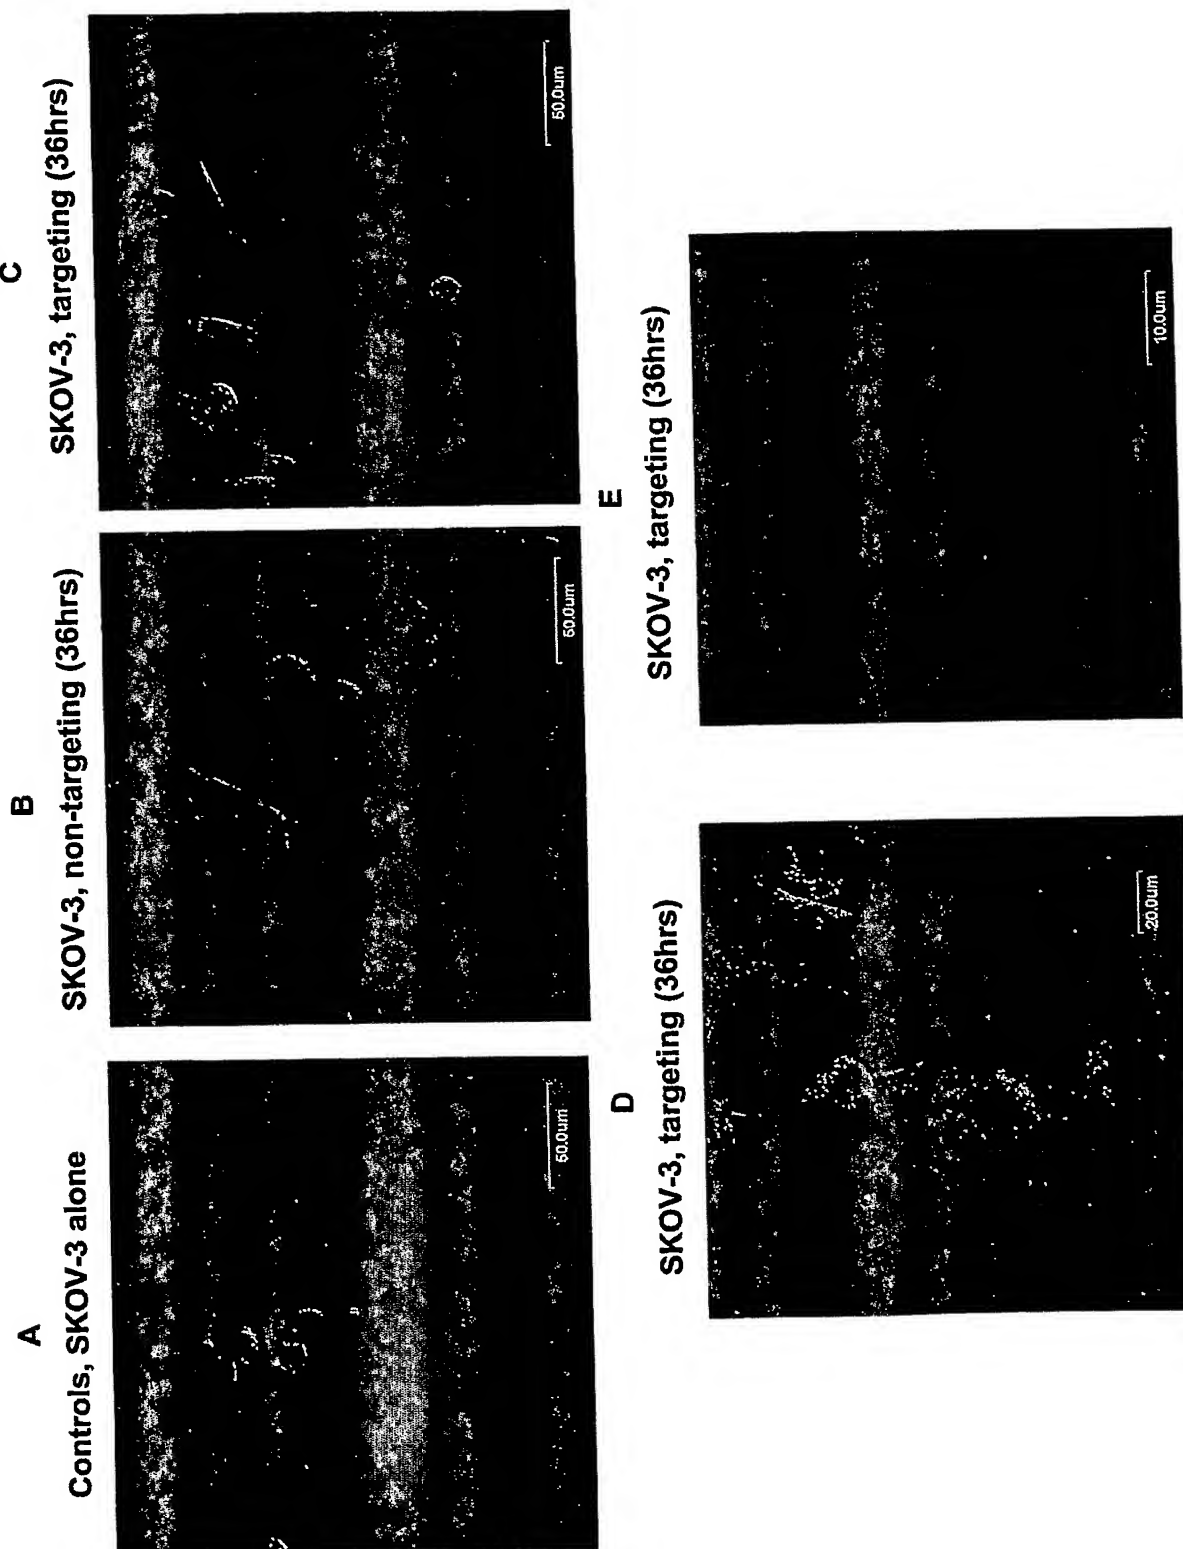 A
Controls, SKOV-3 alone
50.0um
B
SKOV-3, non-targeting (36hrs)
50.0um
C
SKOV-3, targeting (36hrs)
50.0um
D
SKOV-3, targeting (36hrs)
20.0um
E
SKOV-3, targeting (36hrs)
10.0um